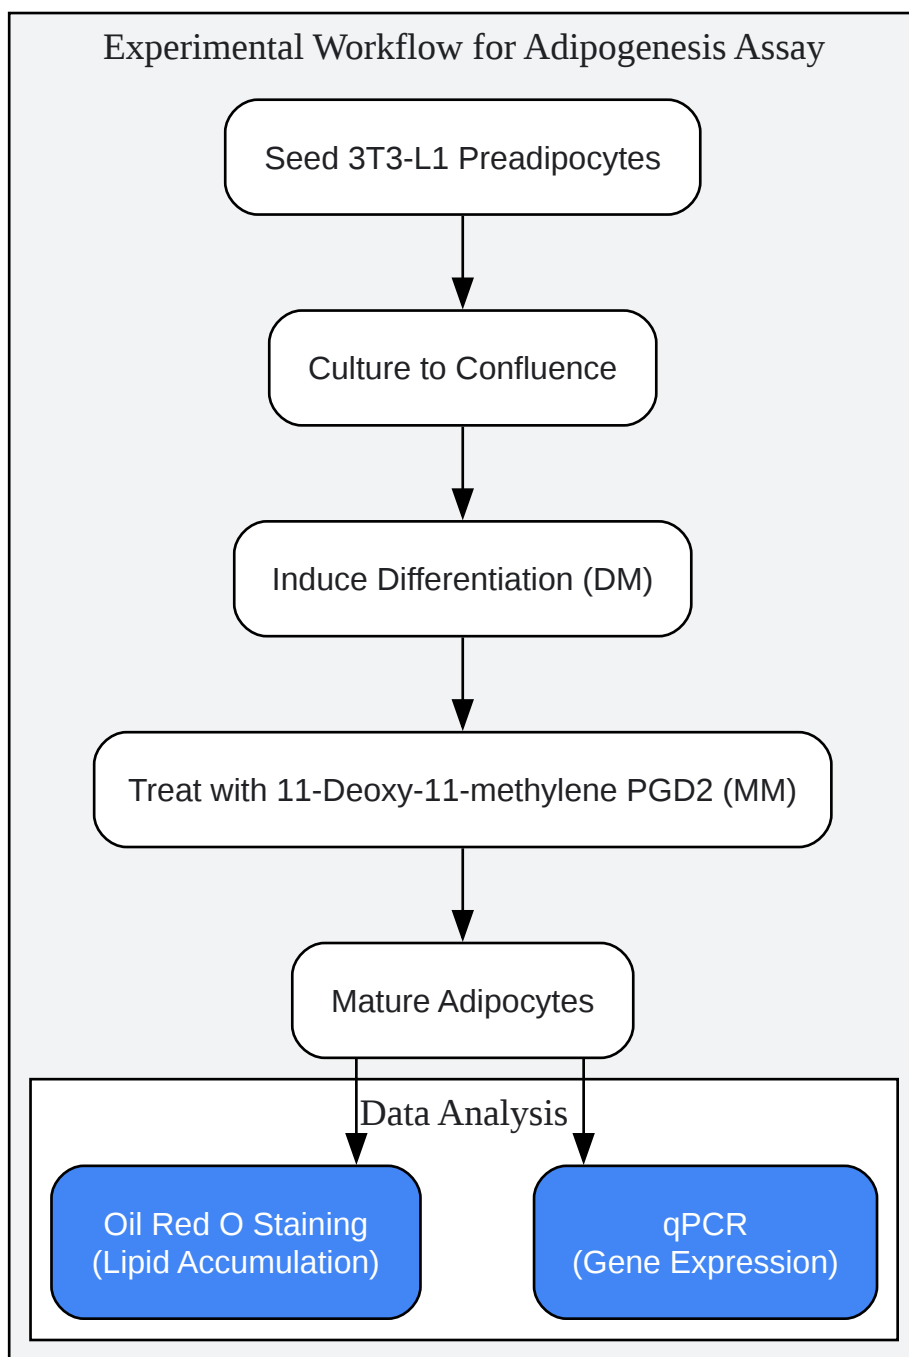 Experimental Workflow for Adipogenesis Assay
Seed 3T3-L1 Preadipocytes
Culture to Confluence
Induce Differentiation (DM)
Treat with 11-Deoxy-11-methylene PGD2 (MM)
Mature Adipocytes
Data Analysis
Oil Red O Staining
(Lipid Accumulation)
qPCR
(Gene Expression)